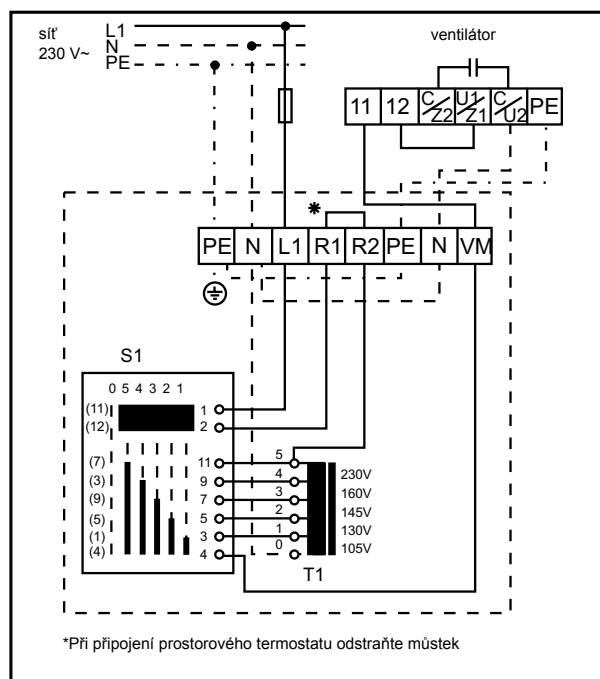 síť
230 V~
L1
N
PE
ventilátor
11 12 C/Z2 U1/Z1 C/U2 PE
*
PE N L1 R1 R2 PE N VM
S1
0 5 4 3 2 1
(11) 1
(12) 2
(7) 11 5
(3) 9 4 230V
(9) 7 3 160V
(5) 5 2 145V
(1) 3 1 130V
(4) 4 0 105V
T1
*Při připojení prostorového termostatu odstraňte můstek